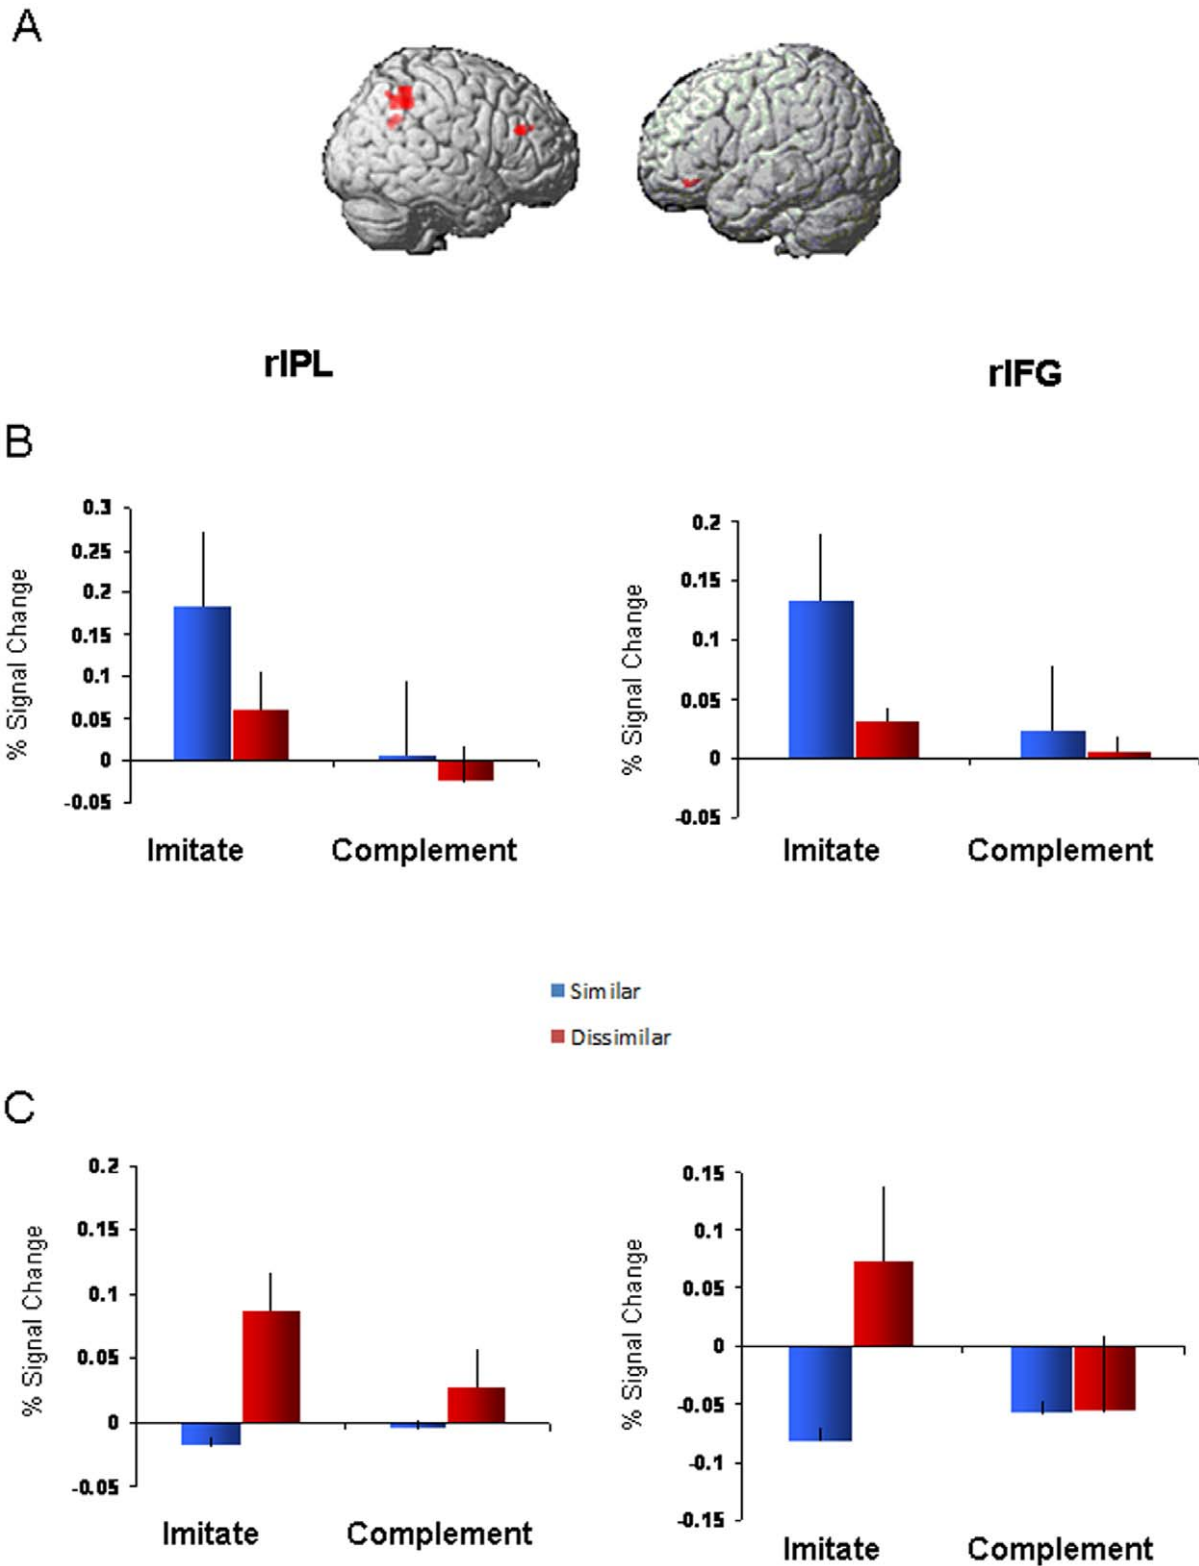 A
rIPL
rIFG
B
% Signal Change
0.3
0.25
0.2
0.15
0.1
0.05
0
-0.05
Imitate
Complement
% Signal Change
0.2
0.15
0.1
0.05
0
-0.05
Imitate
Complement
Similar
Dissimilar
C
% Signal Change
0.2
0.15
0.1
0.05
0
-0.05
Imitate
Complement
% Signal Change
0.15
0.1
0.05
0
-0.05
-0.1
-0.15
Imitate
Complement